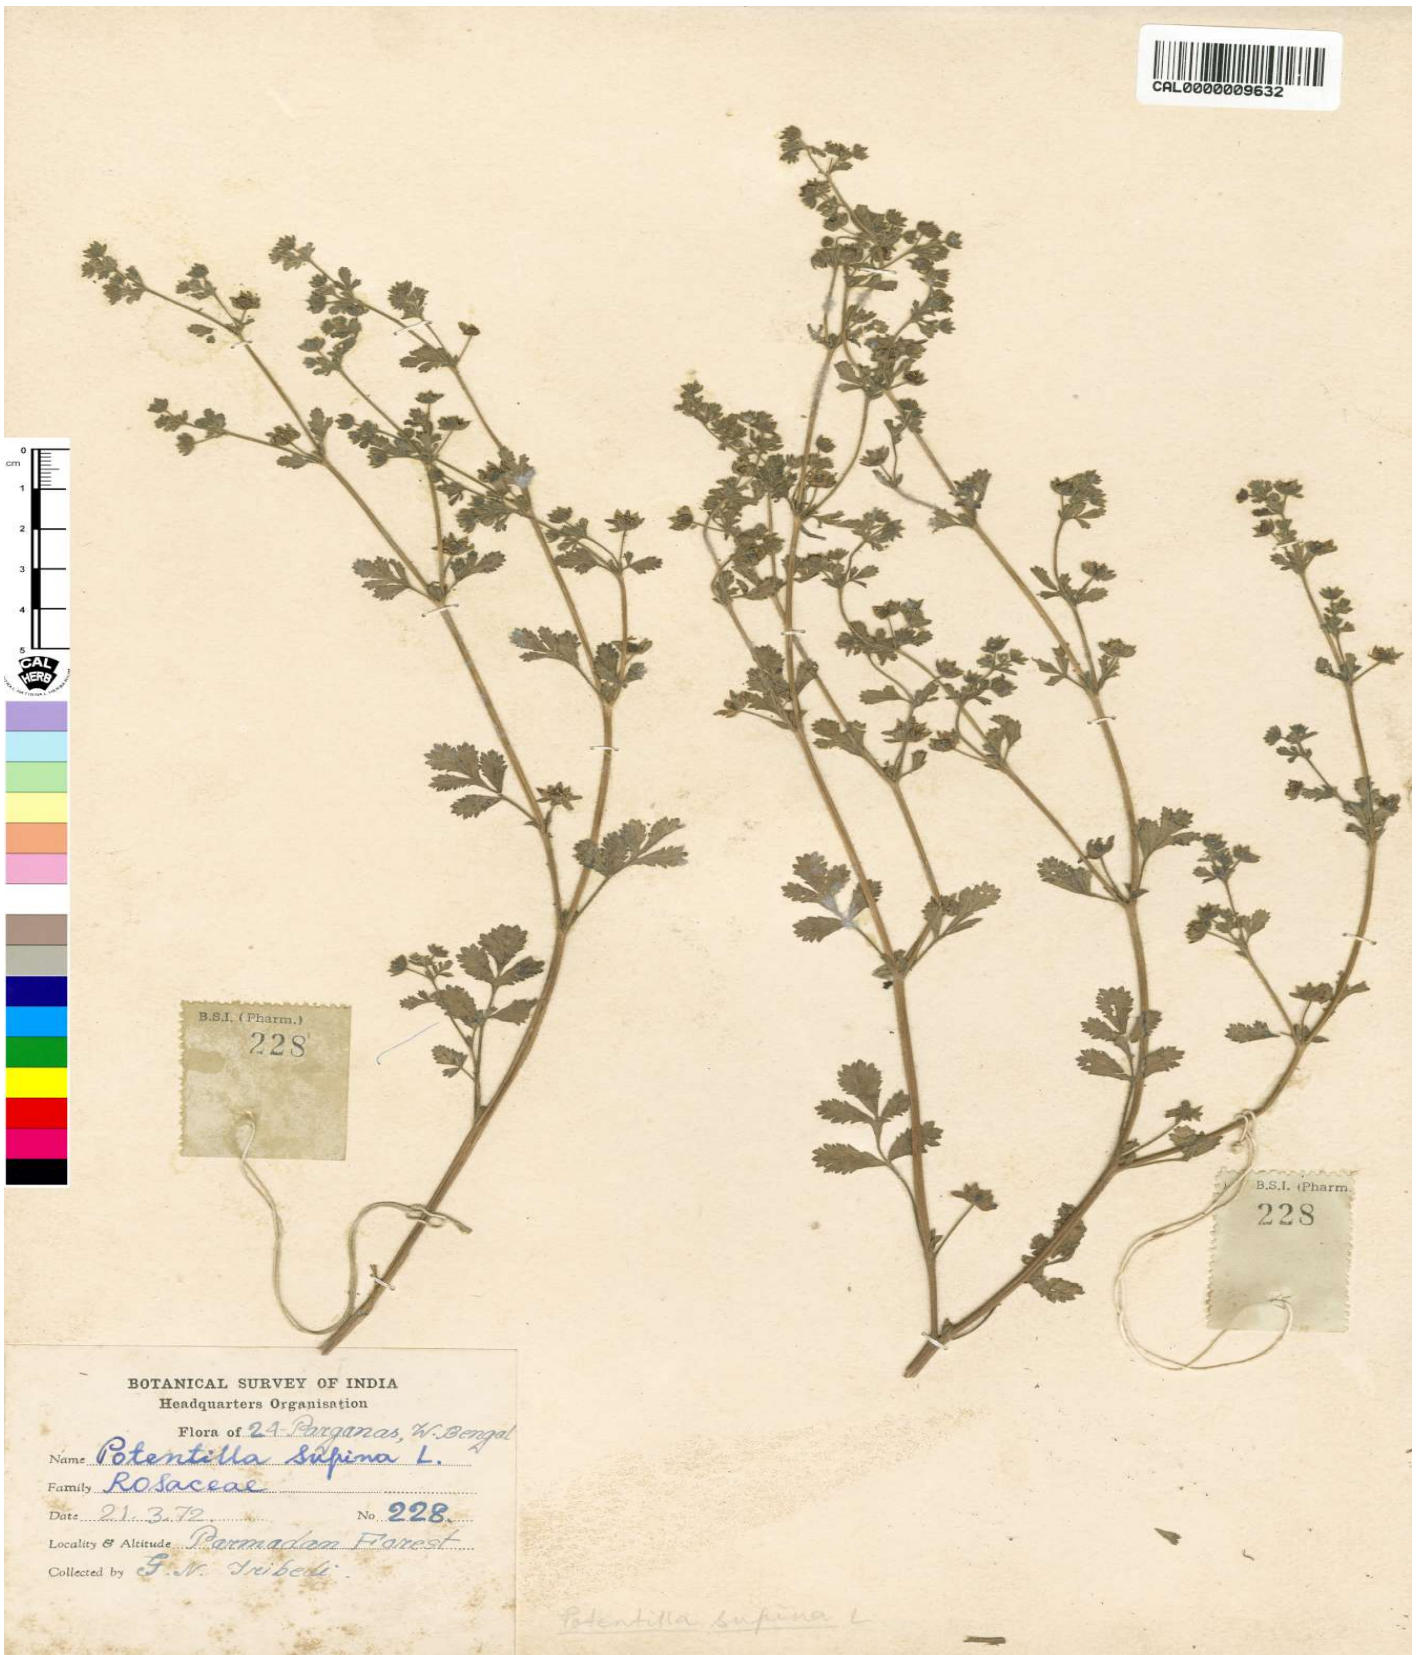 CAL0000009632
0
cm
1
2
3
4
5
CAL
HERB
B.S.I. (Pharm.)
228
B.S.I. (Pharm.
228
BOTANICAL SURVEY OF INDIA
Headquarters Organisation
Flora of 24-Parganas, W. Bengal
Name Potentilla supina L.
Family Rosaceae
Date 21.3.72. No 228.
Locality & Altitude Parmadan Forest
Collected by G. N. Tribedi.
Potentilla supina L